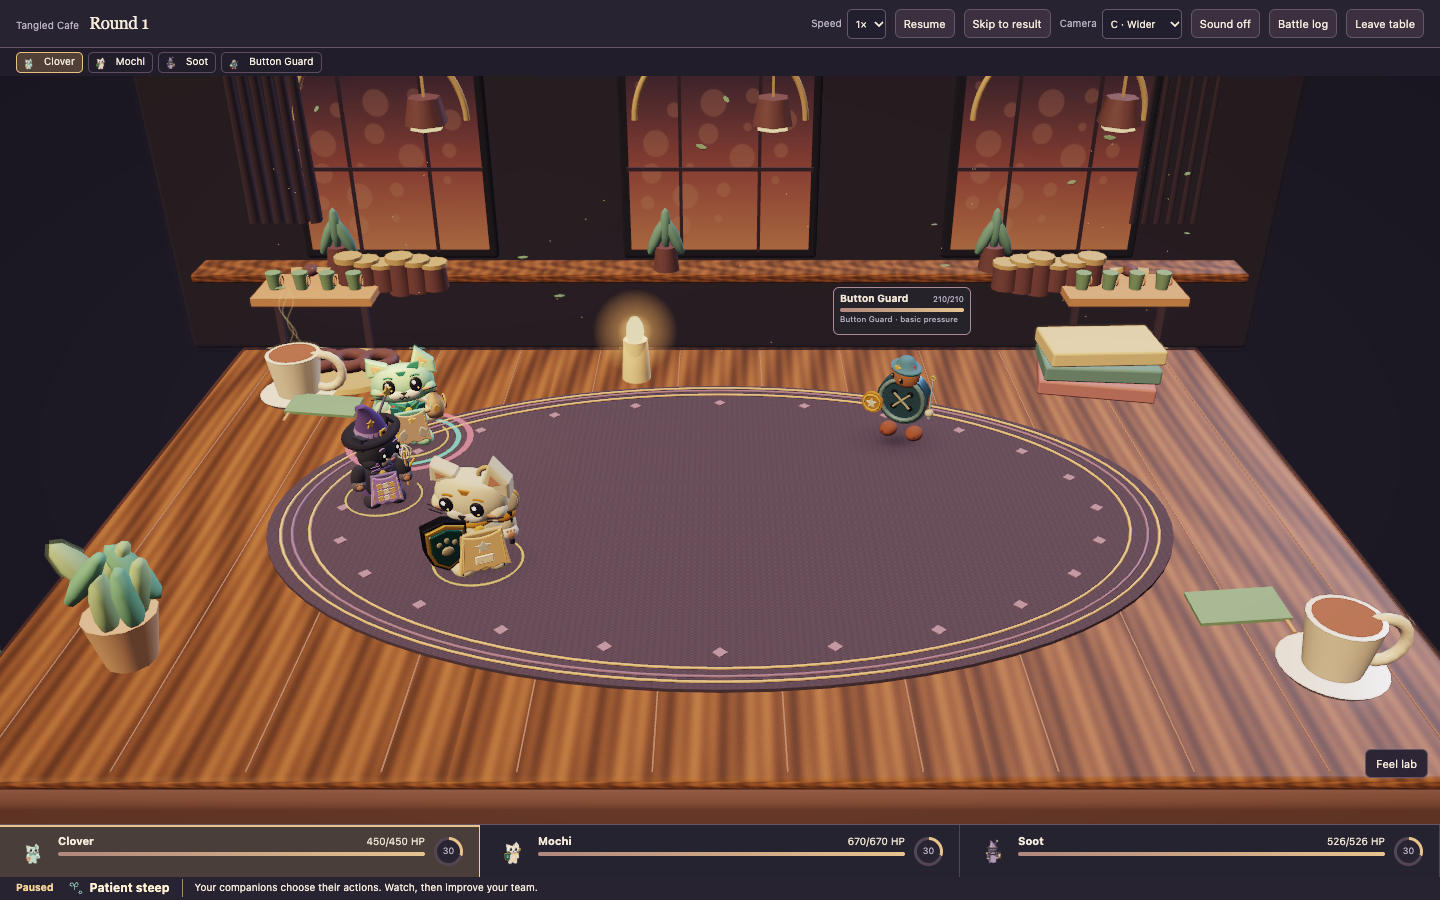 Tangled Cafe Round 1
Speed 1x Resume Skip to result Camera C · Wider Sound off Battle log Leave table
Clover Mochi Soot Button Guard
Button Guard 210/210
Button Guard · basic pressure
Feel lab
Clover 450/450 HP 30
Mochi 670/670 HP 30
Soot 526/526 HP 30
Paused Patient steep Your companions choose their actions. Watch, then improve your team.